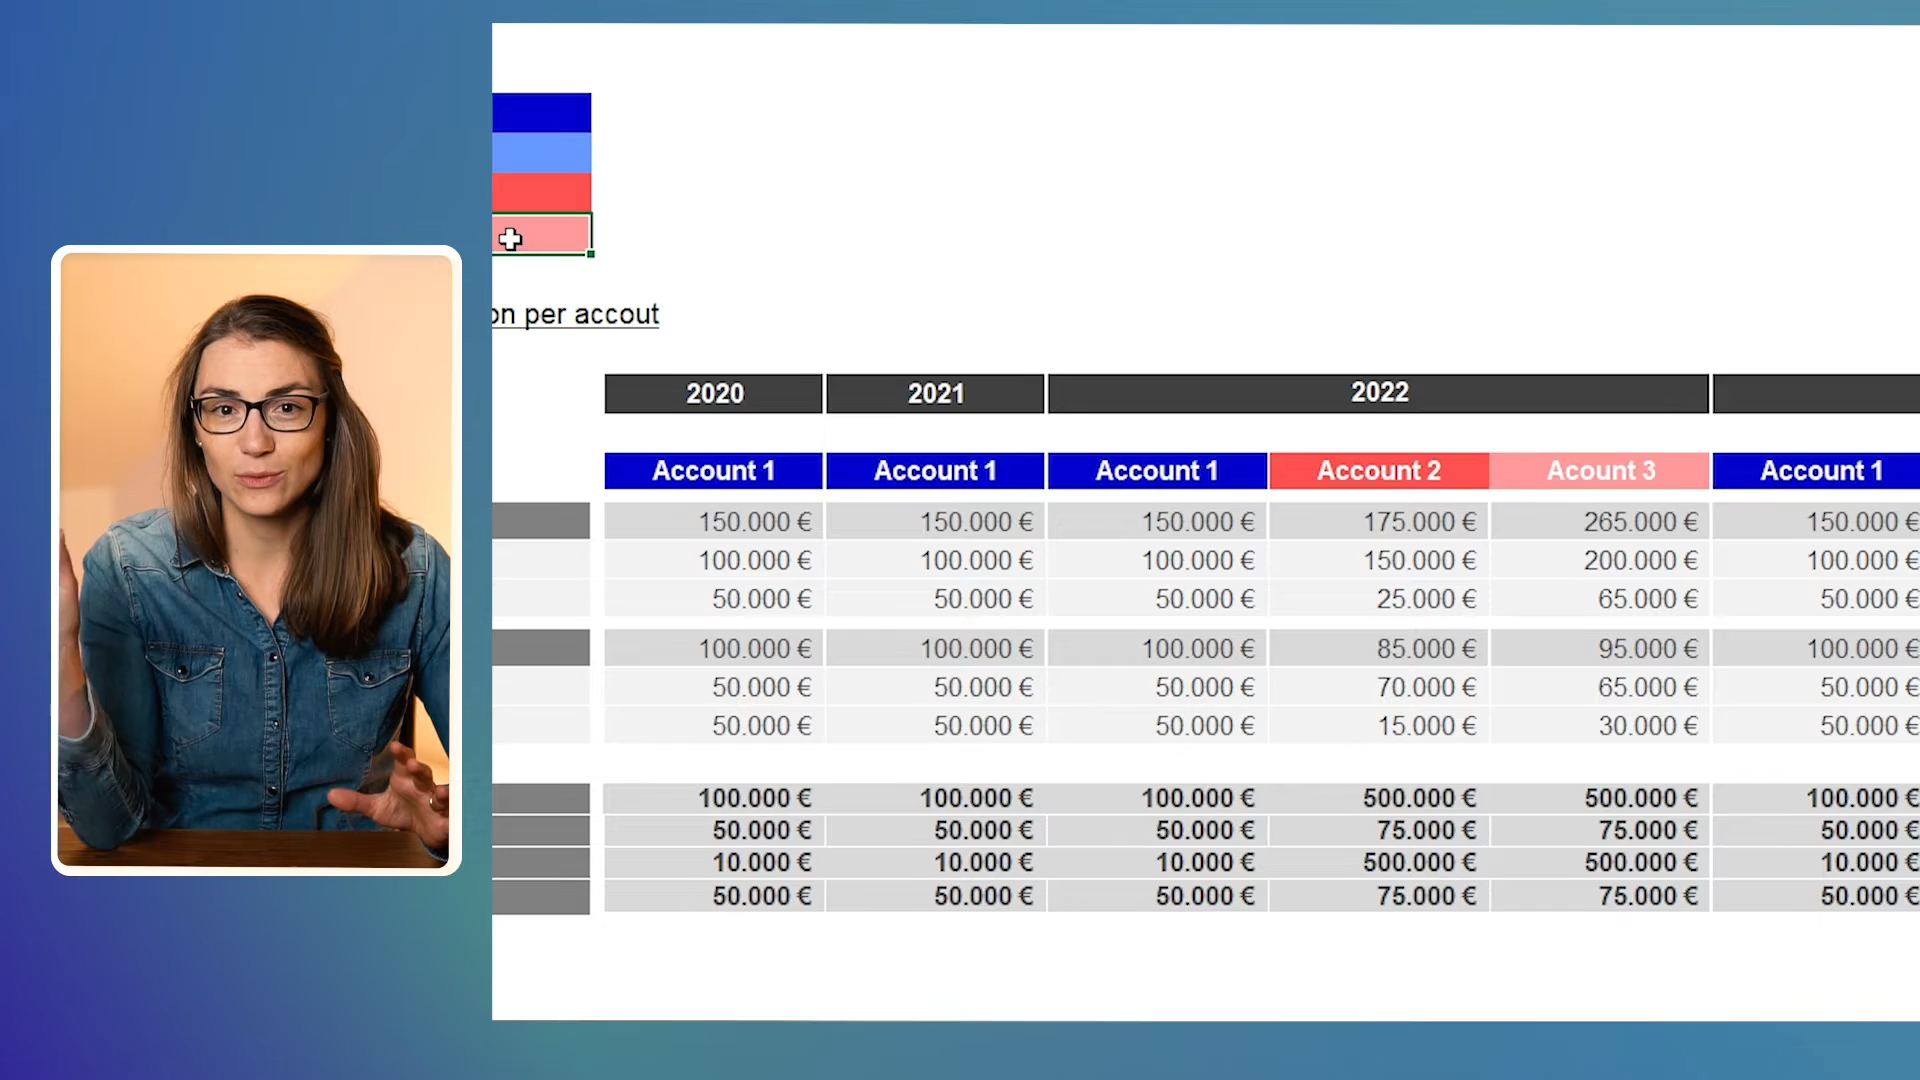 on per accout
2020 2021 2022
Account 1 Account 1 Account 1 Account 2 Acount 3 Account 1
150.000 € 150.000 € 150.000 € 175.000 € 265.000 € 150.000 €
100.000 € 100.000 € 100.000 € 150.000 € 200.000 € 100.000 €
50.000 € 50.000 € 50.000 € 25.000 € 65.000 € 50.000 €
100.000 € 100.000 € 100.000 € 85.000 € 95.000 € 100.000 €
50.000 € 50.000 € 50.000 € 70.000 € 65.000 € 50.000 €
50.000 € 50.000 € 50.000 € 15.000 € 30.000 € 50.000 €
100.000 € 100.000 € 100.000 € 500.000 € 500.000 € 100.000 €
50.000 € 50.000 € 50.000 € 75.000 € 75.000 € 50.000 €
10.000 € 10.000 € 10.000 € 500.000 € 500.000 € 10.000 €
50.000 € 50.000 € 50.000 € 75.000 € 75.000 € 50.000 €